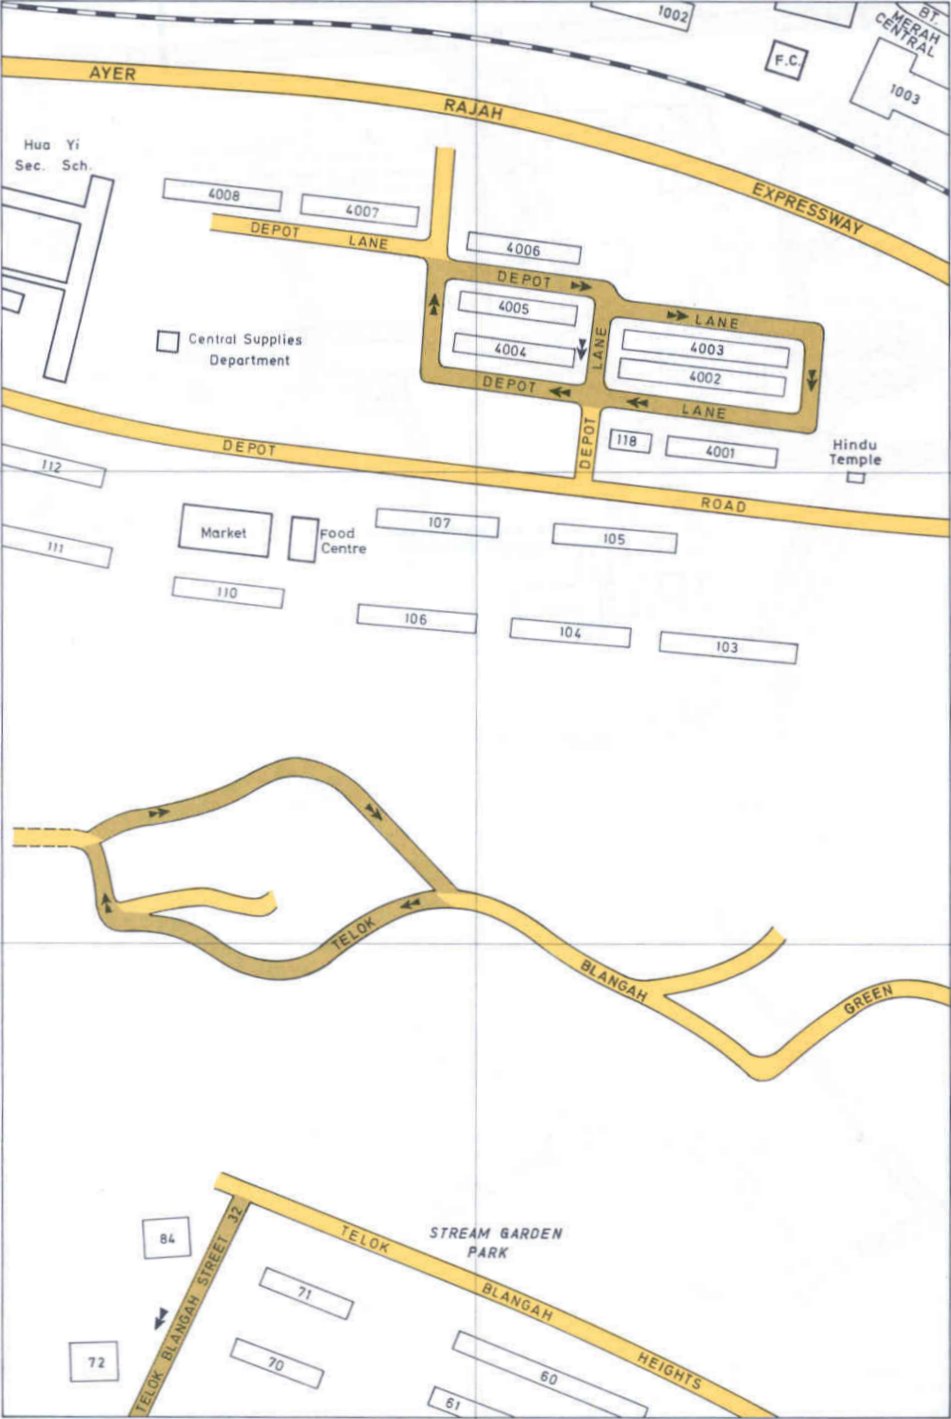 1002
BT.
MERAH
CENTRAL
F.C.
1003
AYER
RAJAH
EXPRESSWAY
Hua Yi
Sec. Sch.
4008
4007
DEPOT LANE
4006
DEPOT
LANE
4005
LANE
4004
4003
4002
DEPOT
LANE
Central Supplies
Department
DEPOT
118
4001
Hindu
Temple
DEPOT
ROAD
112
111
Market
Food
Centre
107
105
110
106
104
103
TELOK
BLANGAH
GREEN
STREAM GARDEN
PARK
84
TELOK BLANGAH STREET 32
TELOK
BLANGAH
HEIGHTS
71
72
70
60
61